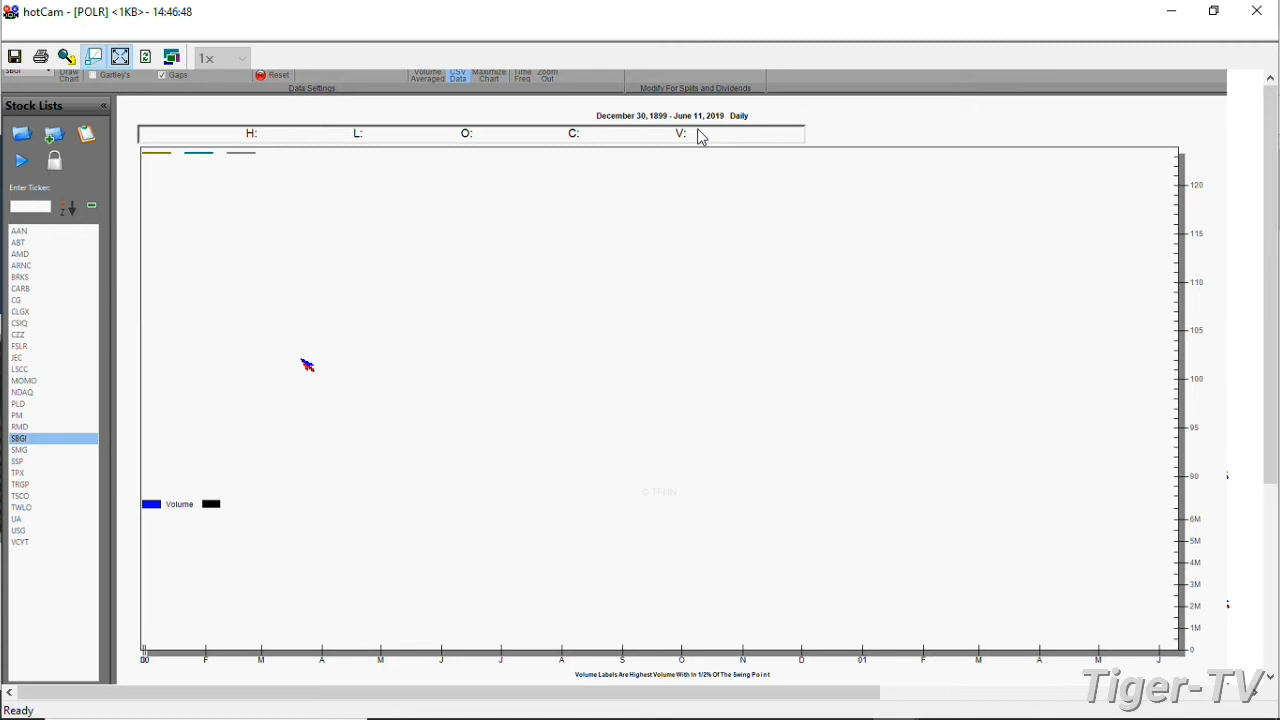 hotCam - [POLR] <1KB> - 14:46:48
1x
SBGI
Draw Chart
Gartley's
Gaps
Reset
Volume Averaged
CSV Data
Maximize Chart
Time Freq
Zoom Out
Data Settings
Modify For Splits and Dividends
Stock Lists «
December 30, 1899 - June 11, 2019 Daily
H: L: O: C: V:
Enter Ticker:
AAN
ABT
AMD
ARNC
BRKS
CARB
CG
CLGX
CSIQ
CZZ
FSLR
JEC
LSCC
MOMO
NDAQ
PLD
PM
RMD
SBGI
SMG
SSP
TPX
TRGP
TSCO
TWLO
UA
USG
VCYT
120
115
110
105
100
95
90
© TFNN
Volume
6M
5M
4M
3M
2M
1M
0
F M A M J J A S O N D 01 F M A M J
Volume Labels Are Highest Volume With In 1/2% Of The Swing Point
Tiger-TV
Ready